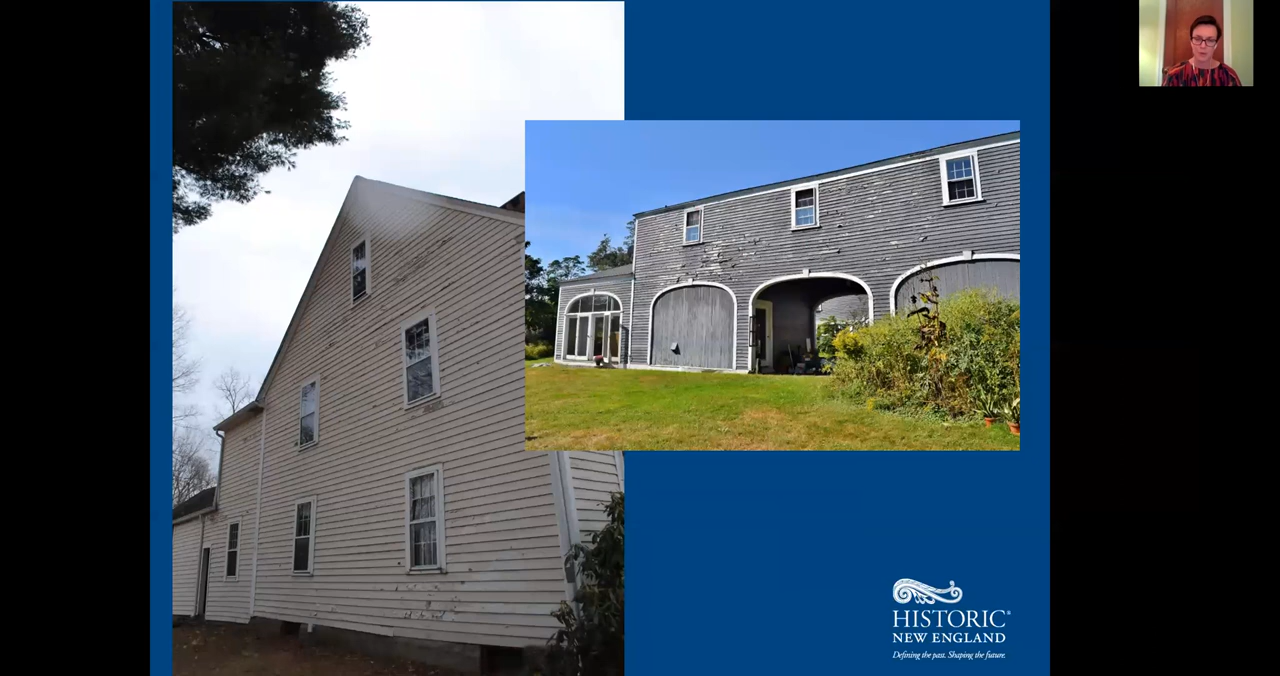 HISTORIC®
NEW ENGLAND
Defining the past. Shaping the future.